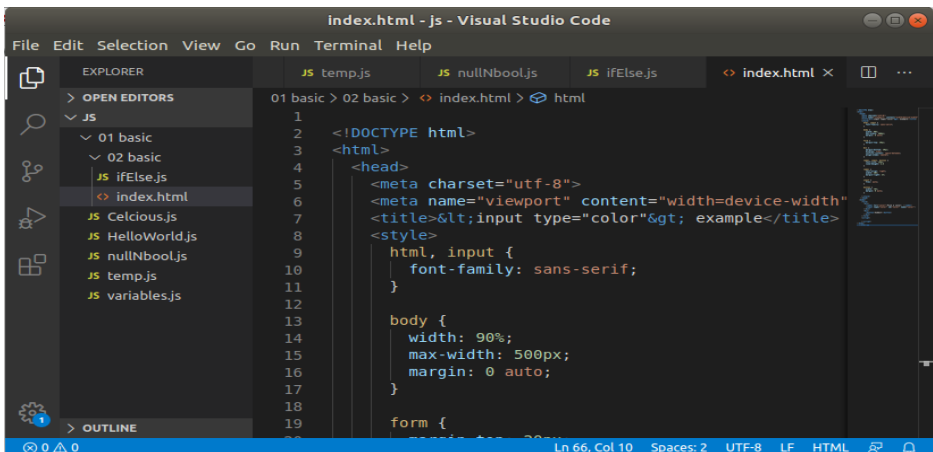 index.html - js - Visual Studio Code
File Edit Selection View Go Run Terminal Help
EXPLORER
> OPEN EDITORS
JS
01 basic
02 basic
JS ifElse.js
<> index.html
JS Celcious.js
JS HelloWorld.js
JS nullNbool.js
JS temp.js
JS variables.js
> OUTLINE
1
JS temp.js JS nullNbool.js JS ifElse.js <> index.html × ...
01 basic > 02 basic > <> index.html > html
1
2 <!DOCTYPE html>
3 <html>
4 <head>
5 <meta charset="utf-8">
6 <meta name="viewport" content="width=device-width"
7 <title>&lt;input type="color"&gt; example</title>
8 <style>
9 html, input {
10 font-family: sans-serif;
11 }
12
13 body {
14 width: 90%;
15 max-width: 500px;
16 margin: 0 auto;
17 }
18
19 form {
0 0 Ln 66, Col 10 Spaces: 2 UTF-8 LF HTML